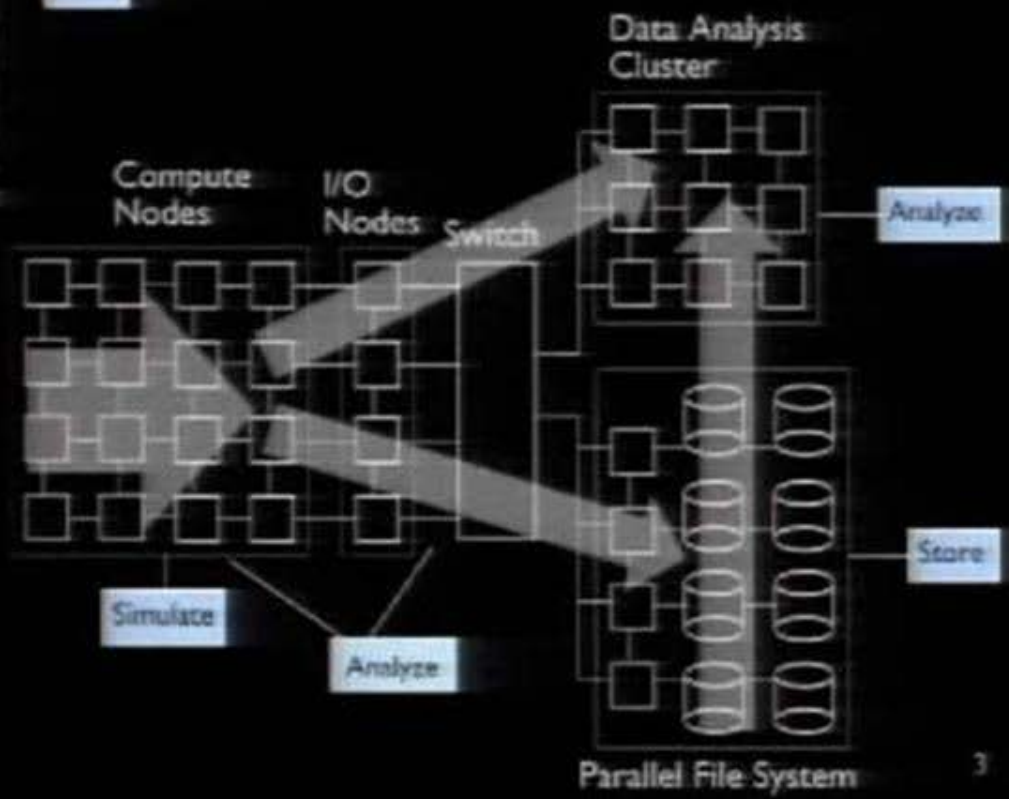 Data Analysis
Cluster
Compute
Nodes
I/O
Nodes
Switch
Analyze
Store
Simulate
Analyze
Parallel File System
3